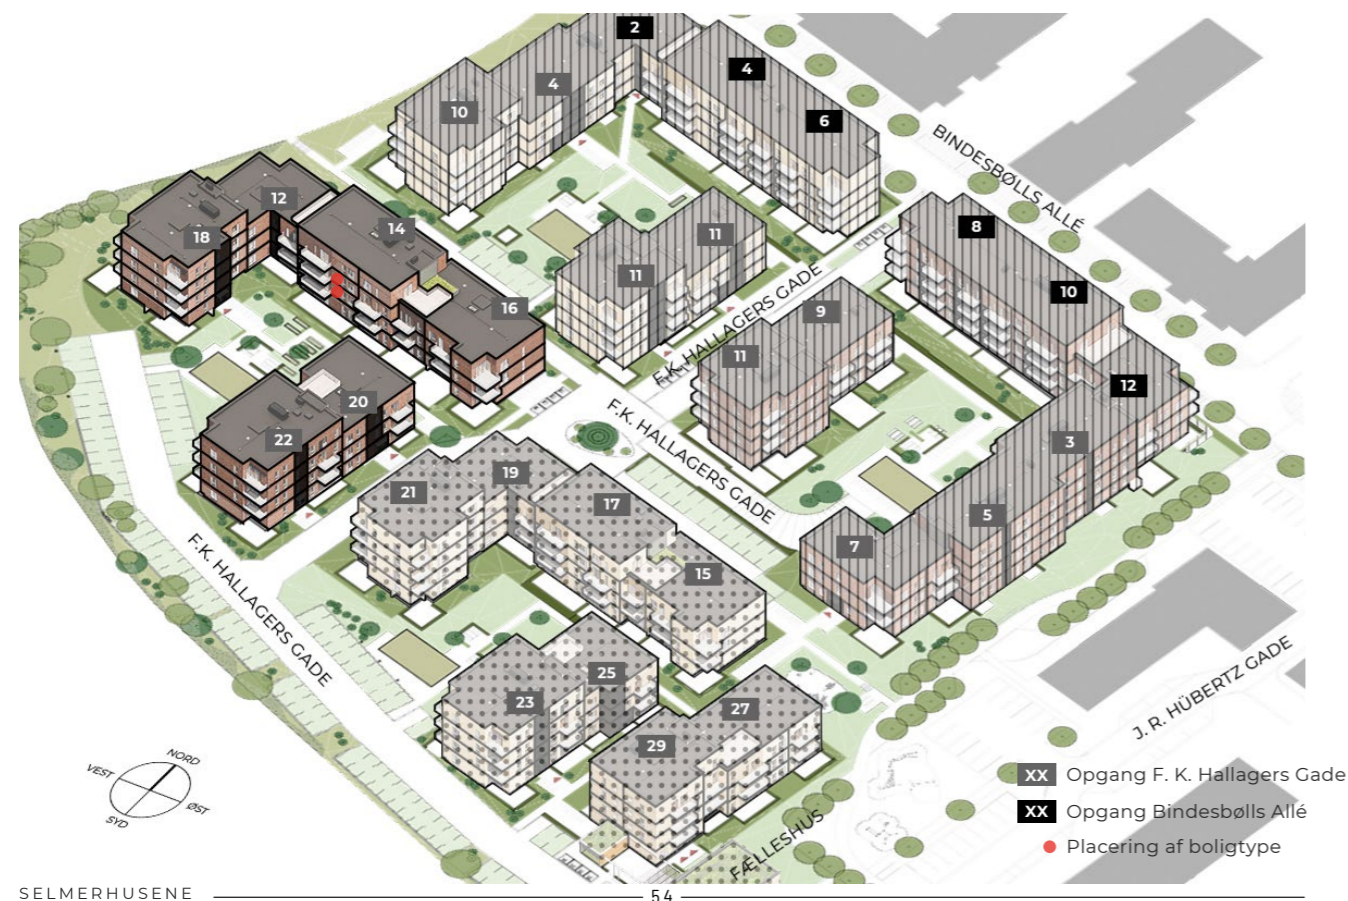 2
4
4
10
6
BINDESBØLLS ALLÉ
12
18
14
11
11
8
16
10
9
11
F.K. HALLAGERS GADE
F.K. HALLAGERS GADE
12
20
22
3
19
21
17
5
7
15
F.K. HALLAGERS GADE
25
23
27
29
J. R. HÜBERTZ GADE
FÆLLESHUS
NORD
VEST
ØST
SYD
XX Opgang F. K. Hallagers Gade
XX Opgang Bindesbølls Allé
Placering af boligtype
SELMERHUSENE
54